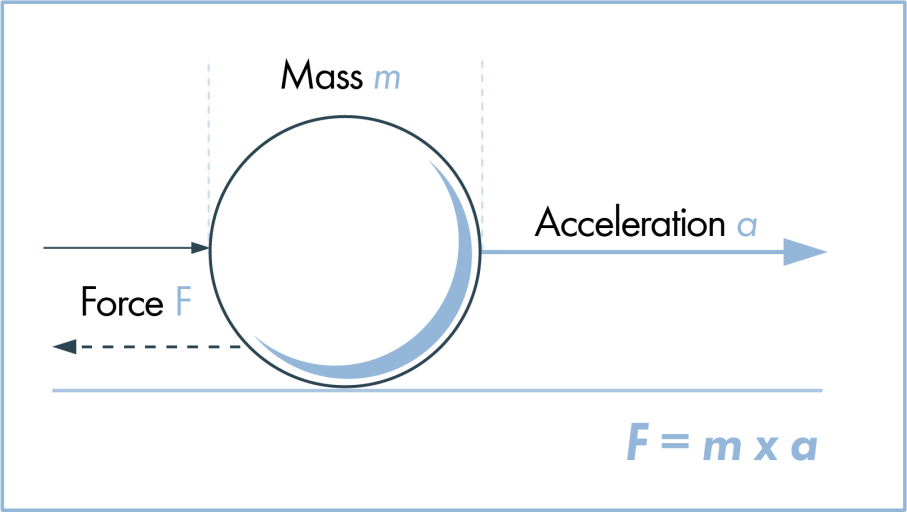 Mass m
Acceleration a
Force F
F = m x a